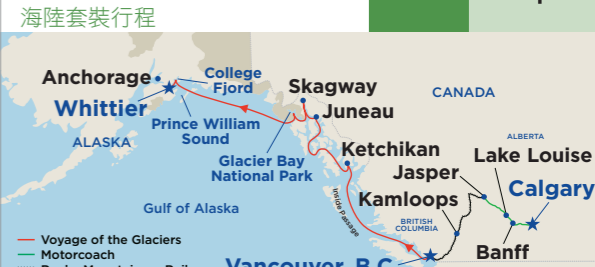 海陸套裝行程
Anchorage
College
Fjord
Skagway
CANADA
Whittier
Juneau
Prince William
Sound
ALBERTA
ALASKA
Ketchikan
Lake Louise
Glacier Bay
National Park
Jasper
Calgary
Kamloops
Inside Passage
Gulf of Alaska
BRITISH
COLUMBIA
Voyage of the Glaciers
Banff
Motorcoach
Vancouver, B.C.